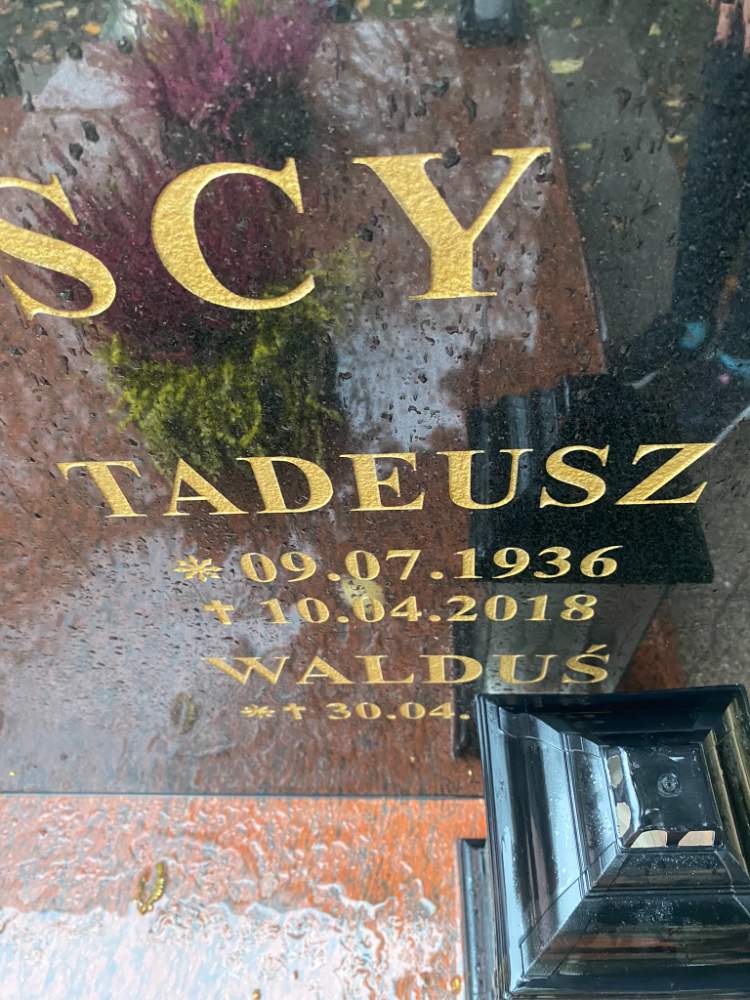 SCY
TADEUSZ
* 09.07.1936
† 10.04.2018
WALDUŚ
*† 30.04.